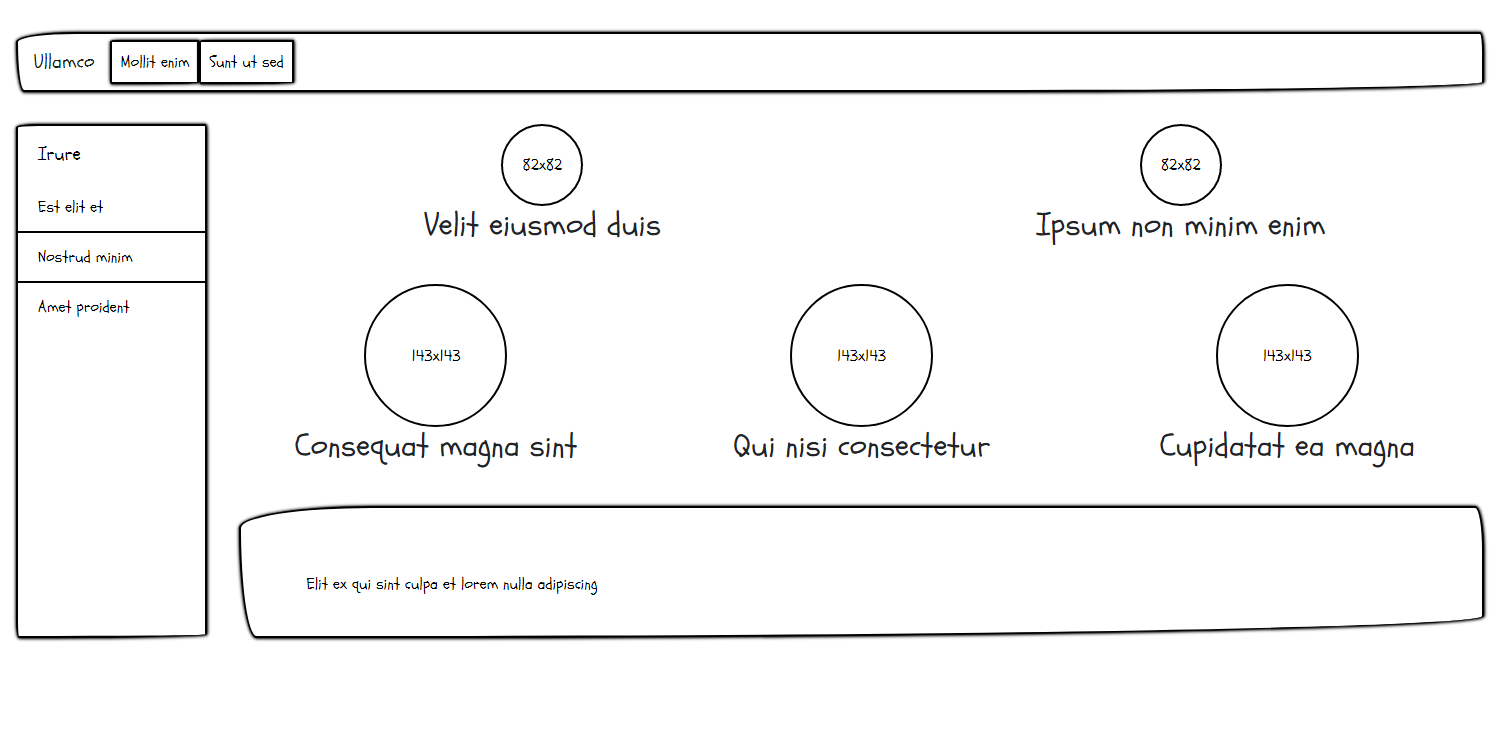 Ullamco Mollit enim Sunt ut sed
Irure
Est elit et
Nostrud minim
Amet proident
82x82 82x82
Velit eiusmod duis Ipsum non minim enim
143x143 143x143 143x143
Consequat magna sint Qui nisi consectetur Cupidatat ea magna
Elit ex qui sint culpa et lorem nulla adipiscing